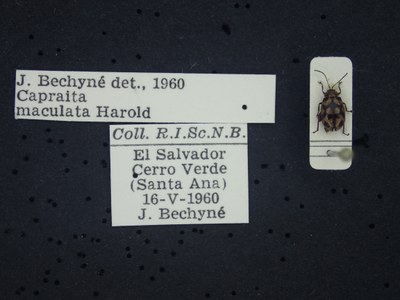 J. Bechyné det., 1960
Capraita
maculata Harold
Coll. R.I.Sc.N.B.
El Salvador
Cerro Verde
(Santa Ana)
16-V-1960
J. Bechyné